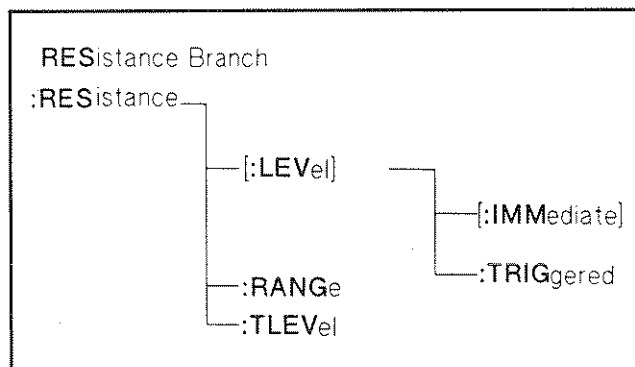 RESistance Branch
:RESistance
[:LEVel]
[:IMMediate]
:TRIGgered
:RANGe
:TLEVel